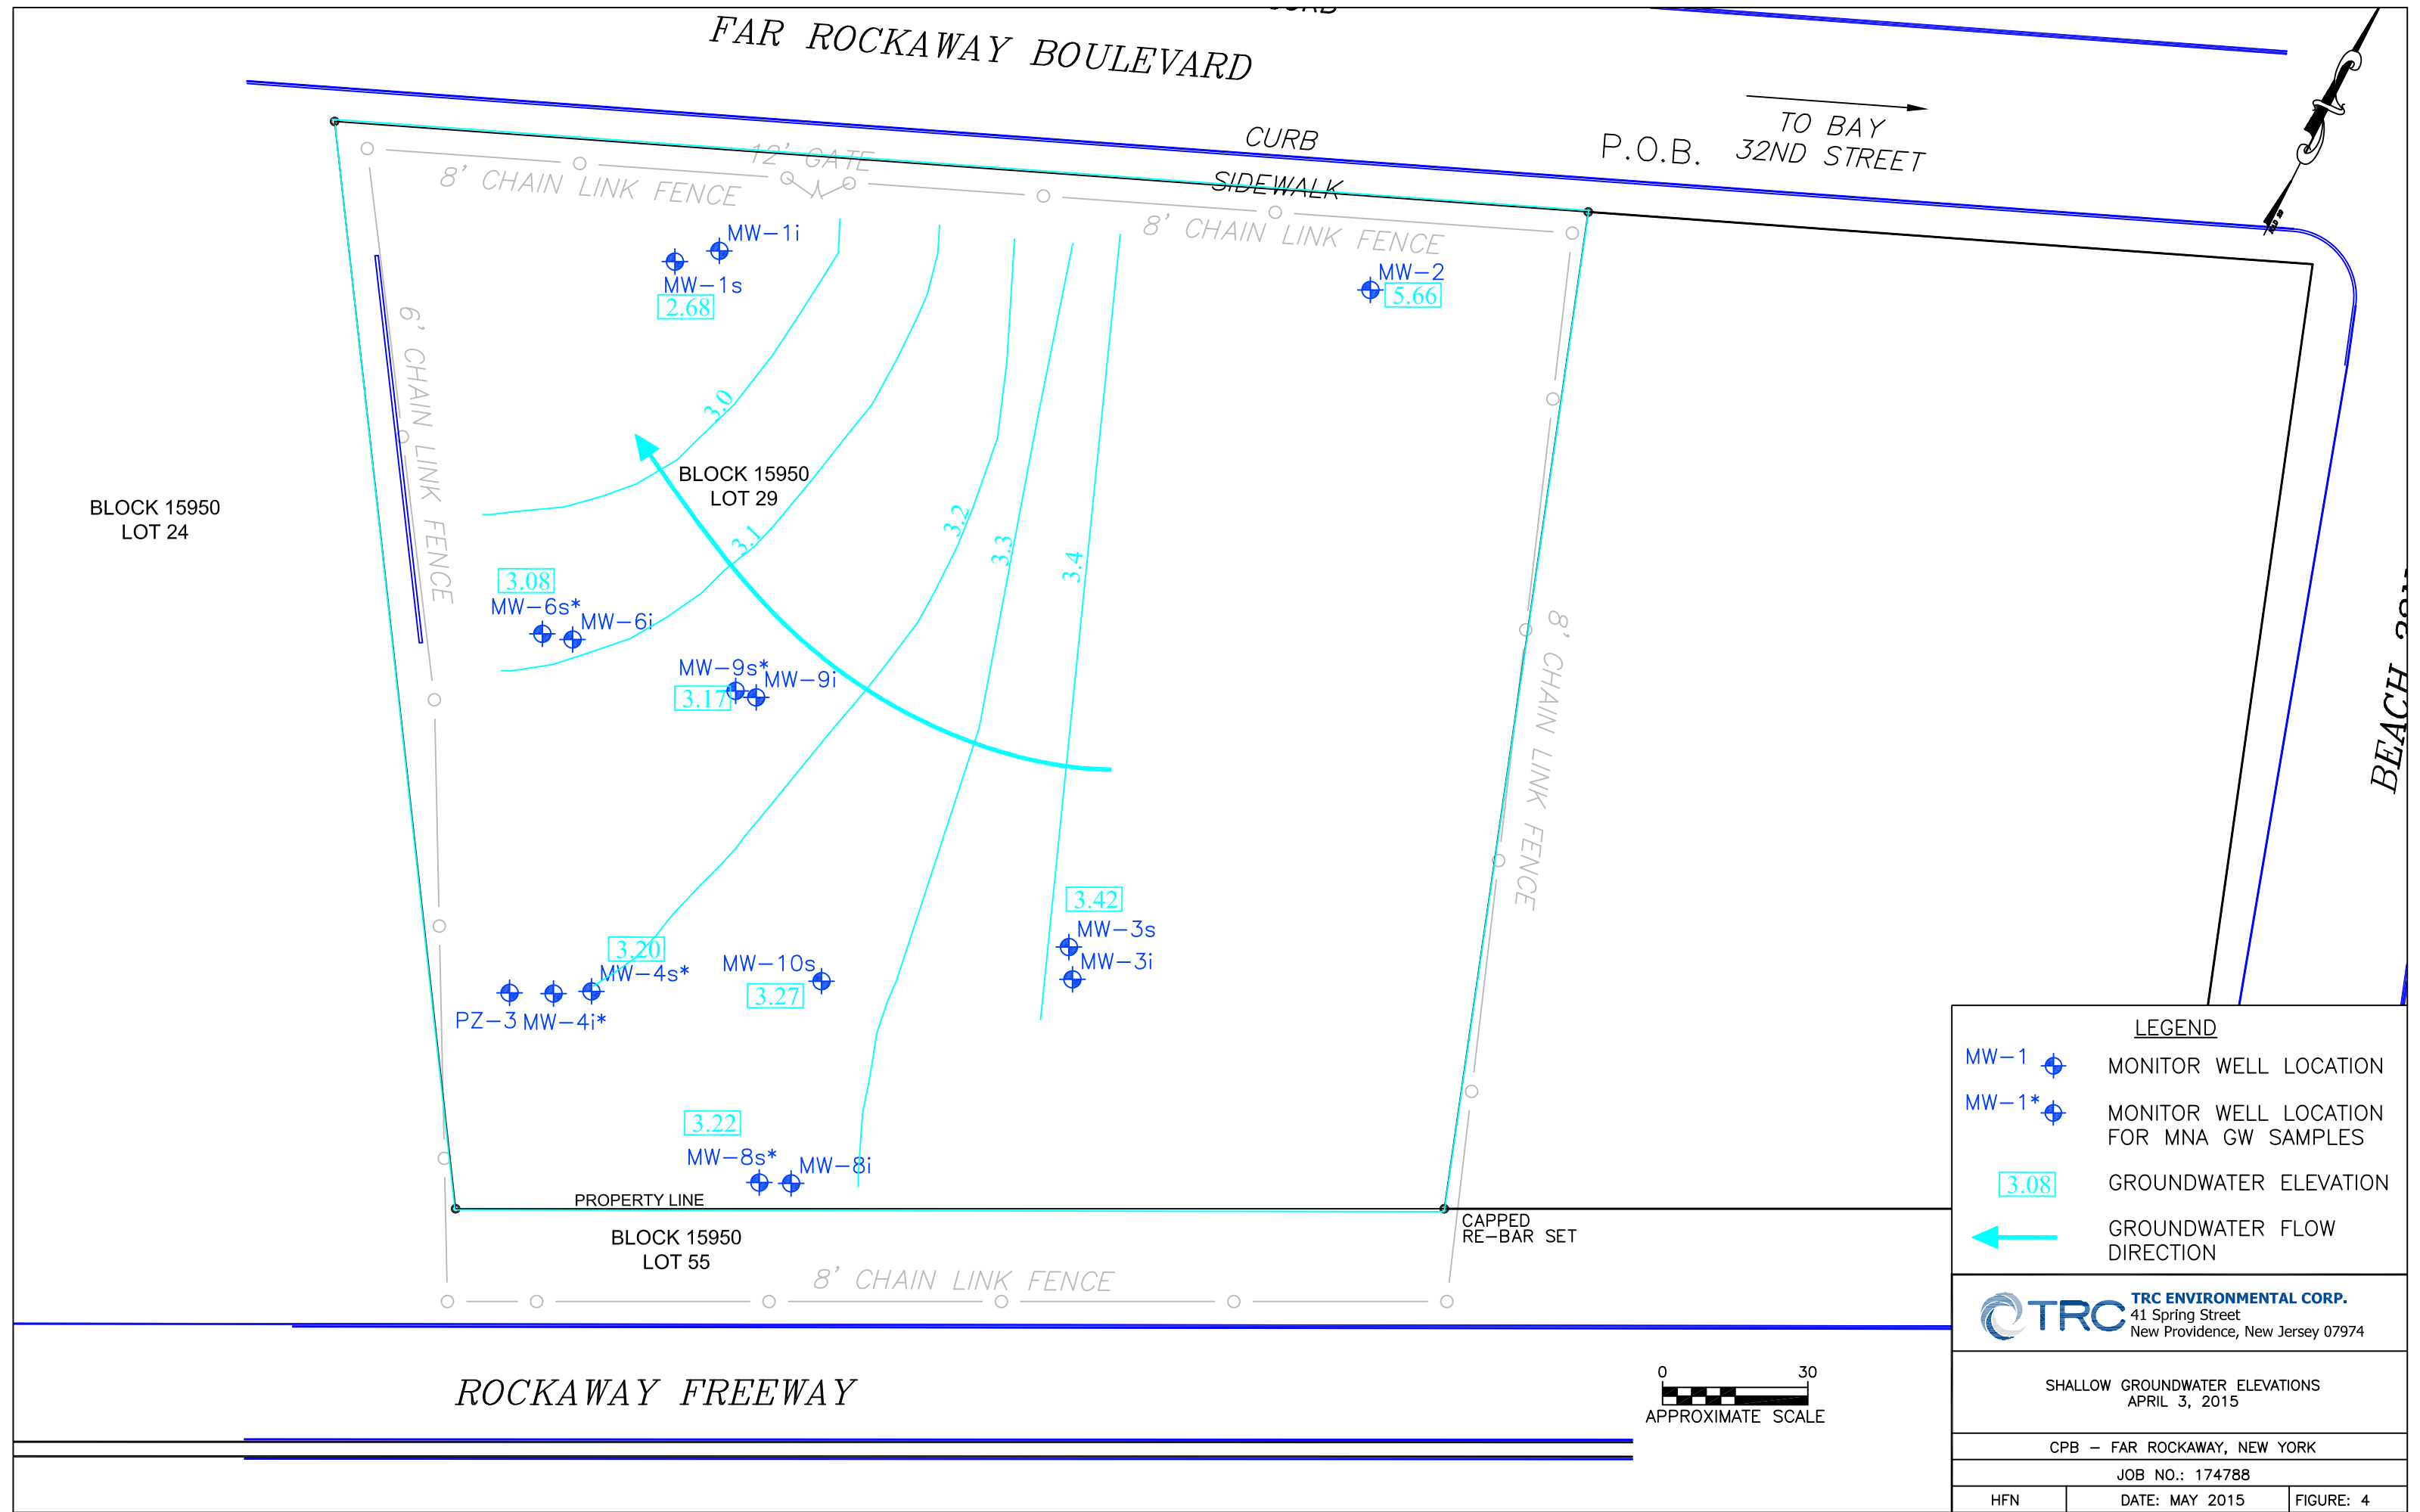 FAR ROCKAWAY BOULEVARD
CURB
TO BAY
32ND STREET
P.O.B.
SIDEWALK
12' GATE
8' CHAIN LINK FENCE
8' CHAIN LINK FENCE
MW-1i
MW-1s
2.68
MW-2
5.66
6' CHAIN LINK FENCE
3.0
BLOCK 15950
LOT 29
BLOCK 15950
LOT 24
3.1
3.2
3.3
3.4
3.08
MW-6s*
MW-6i
MW-9s*
MW-9i
3.17
8' CHAIN LINK FENCE
BEACH
3.42
MW-3s
MW-3i
3.20
MW-4s*
MW-10s
3.27
PZ-3
MW-4i*
3.22
MW-8s*
MW-8i
PROPERTY LINE
BLOCK 15950
LOT 55
CAPPED
RE-BAR SET
8' CHAIN LINK FENCE
ROCKAWAY FREEWAY
0 30
APPROXIMATE SCALE
LEGEND
MW-1 MONITOR WELL LOCATION
MW-1* MONITOR WELL LOCATION
FOR MNA GW SAMPLES
3.08 GROUNDWATER ELEVATION
GROUNDWATER FLOW
DIRECTION
TRC
TRC ENVIRONMENTAL CORP.
41 Spring Street
New Providence, New Jersey 07974
SHALLOW GROUNDWATER ELEVATIONS
APRIL 3, 2015
CPB - FAR ROCKAWAY, NEW YORK
JOB NO.: 174788
HFN DATE: MAY 2015 FIGURE: 4